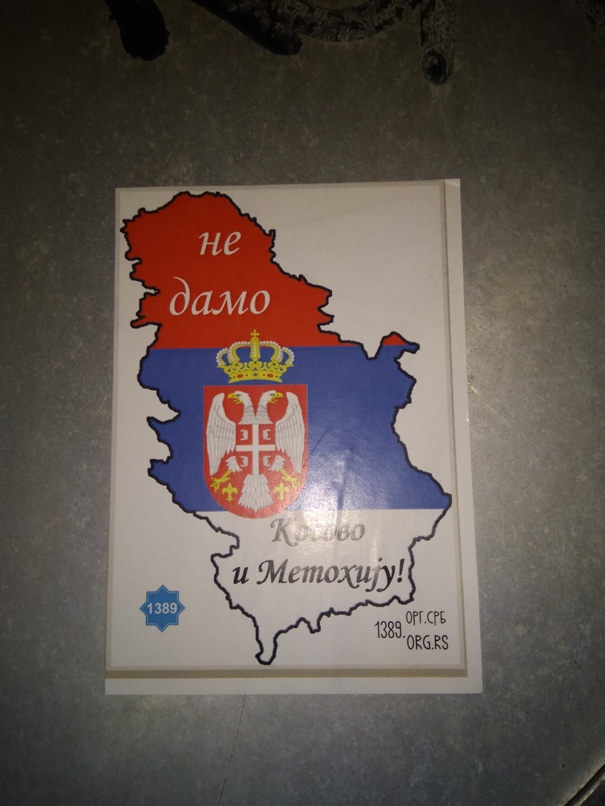 не
дамо
Косово
и Метохију!
1389
1389.
ОРГ.СРБ
ORG.RS